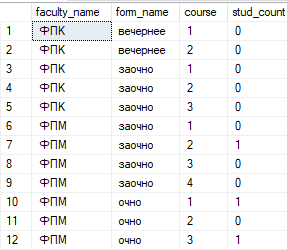 faculty_name form_name course stud_count
1 ФПК вечернее 1 0
2 ФПК вечернее 2 0
3 ФПК заочно 1 0
4 ФПК заочно 2 0
5 ФПК заочно 3 0
6 ФПМ заочно 1 0
7 ФПМ заочно 2 1
8 ФПМ заочно 3 0
9 ФПМ заочно 4 0
10 ФПМ очно 1 1
11 ФПМ очно 2 0
12 ФПМ очно 3 1